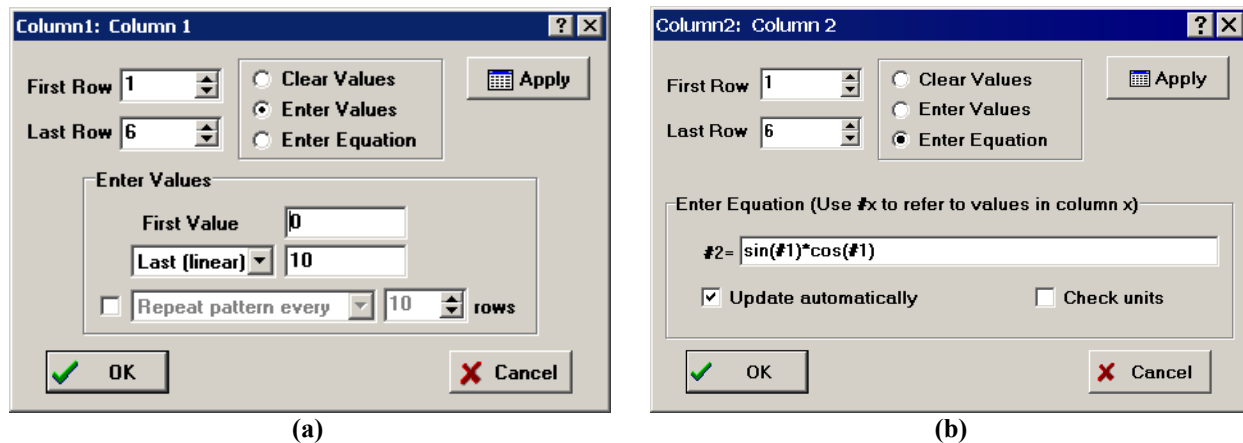 Column1: Column 1
First Row 1
Last Row 6
Clear Values
Enter Values
Enter Equation
Apply
Enter Values
First Value 0
Last (linear) 10
Repeat pattern every 10 rows
OK
Cancel
(a)
Column2: Column 2
First Row 1
Last Row 6
Clear Values
Enter Values
Enter Equation
Apply
Enter Equation (Use #x to refer to values in column x)
#2= sin(#1)*cos(#1)
Update automatically
Check units
OK
Cancel
(b)